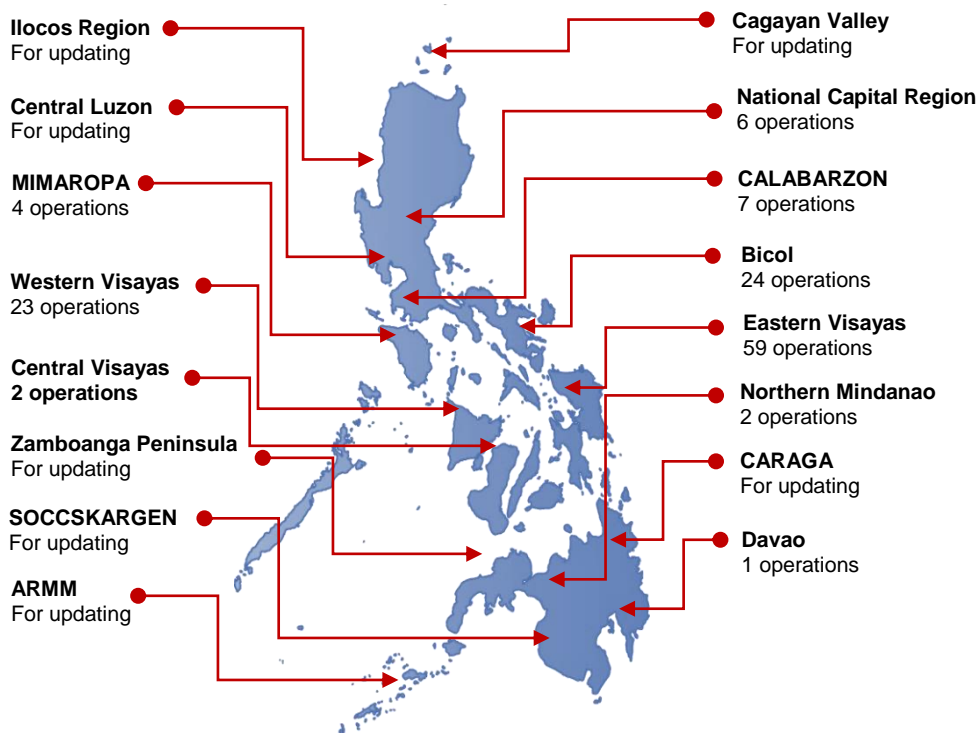 Ilocos Region
For updating
Central Luzon
For updating
MIMAROPA
4 operations
Western Visayas
23 operations
Central Visayas
2 operations
Zamboanga Peninsula
For updating
SOCCSKARGEN
For updating
ARMM
For updating
Cagayan Valley
For updating
National Capital Region
6 operations
CALABARZON
7 operations
Bicol
24 operations
Eastern Visayas
59 operations
Northern Mindanao
2 operations
CARAGA
For updating
Davao
1 operations